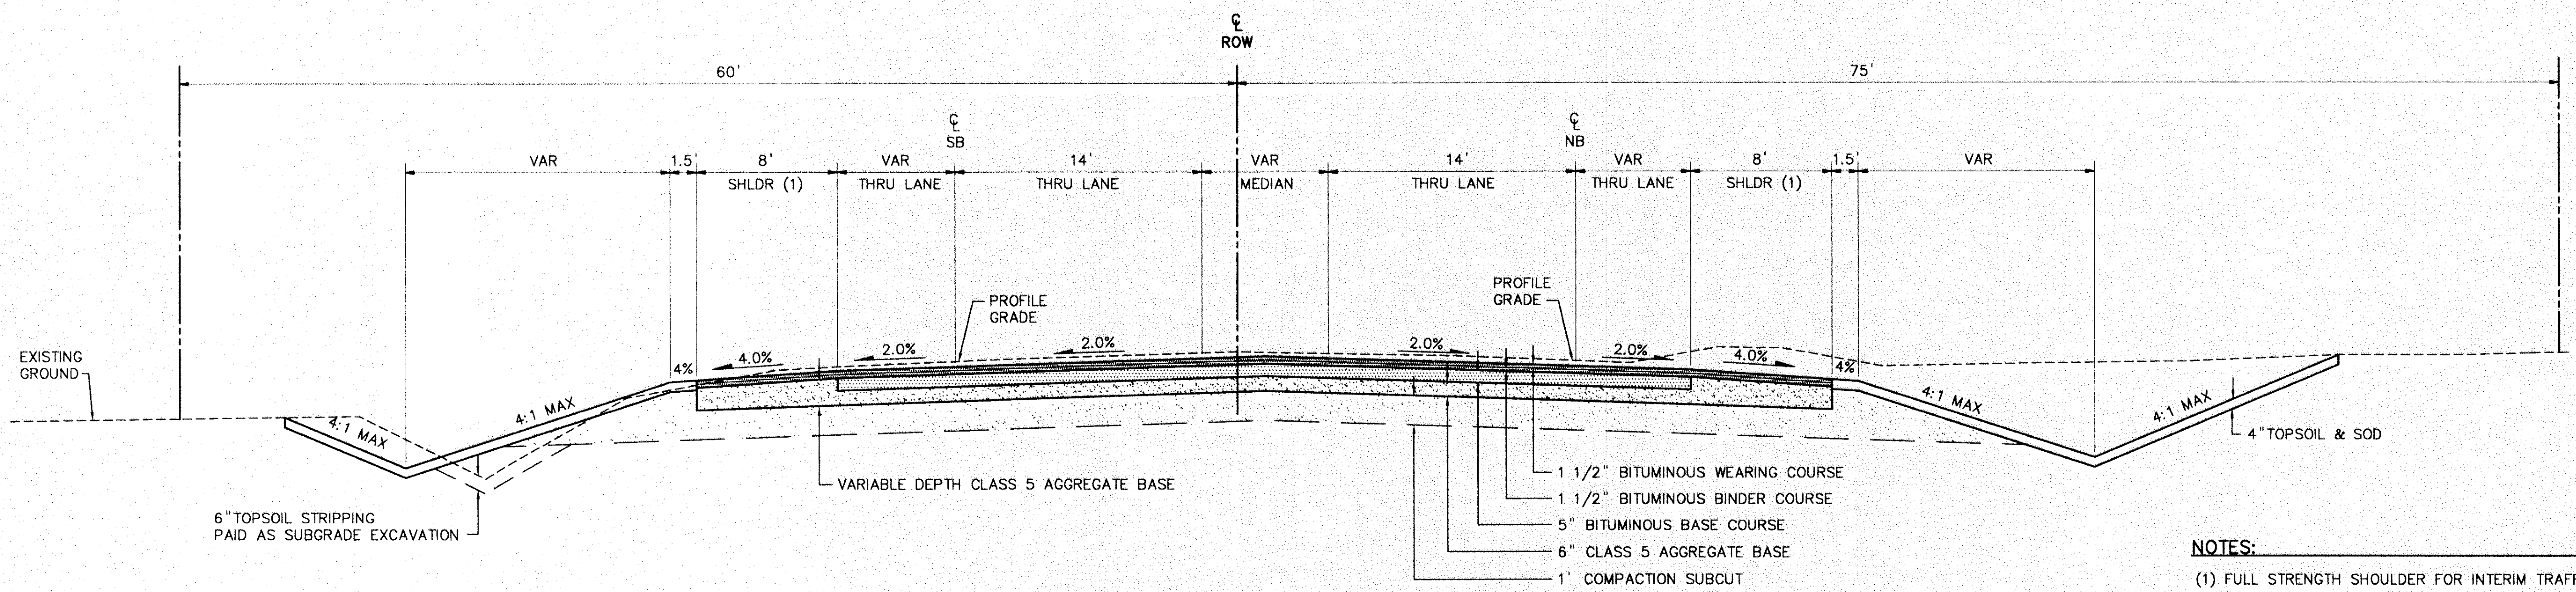 ℄
ROW
60'
75'
℄
SB
℄
NB
VAR
1.5'
8'
VAR
14'
VAR
14'
VAR
8'
1.5'
VAR
SHLDR (1)
THRU LANE
THRU LANE
MEDIAN
THRU LANE
THRU LANE
SHLDR (1)
PROFILE
GRADE
PROFILE
GRADE
EXISTING
GROUND
4%
4.0%
2.0%
2.0%
2.0%
2.0%
4.0%
4%
4:1 MAX
4:1 MAX
4:1 MAX
4:1 MAX
4" TOPSOIL & SOD
VARIABLE DEPTH CLASS 5 AGGREGATE BASE
6" TOPSOIL STRIPPING
PAID AS SUBGRADE EXCAVATION
1 1/2" BITUMINOUS WEARING COURSE
1 1/2" BITUMINOUS BINDER COURSE
5" BITUMINOUS BASE COURSE
6" CLASS 5 AGGREGATE BASE
1' COMPACTION SUBCUT
NOTES:
(1) FULL STRENGTH SHOULDER FOR INTERIM